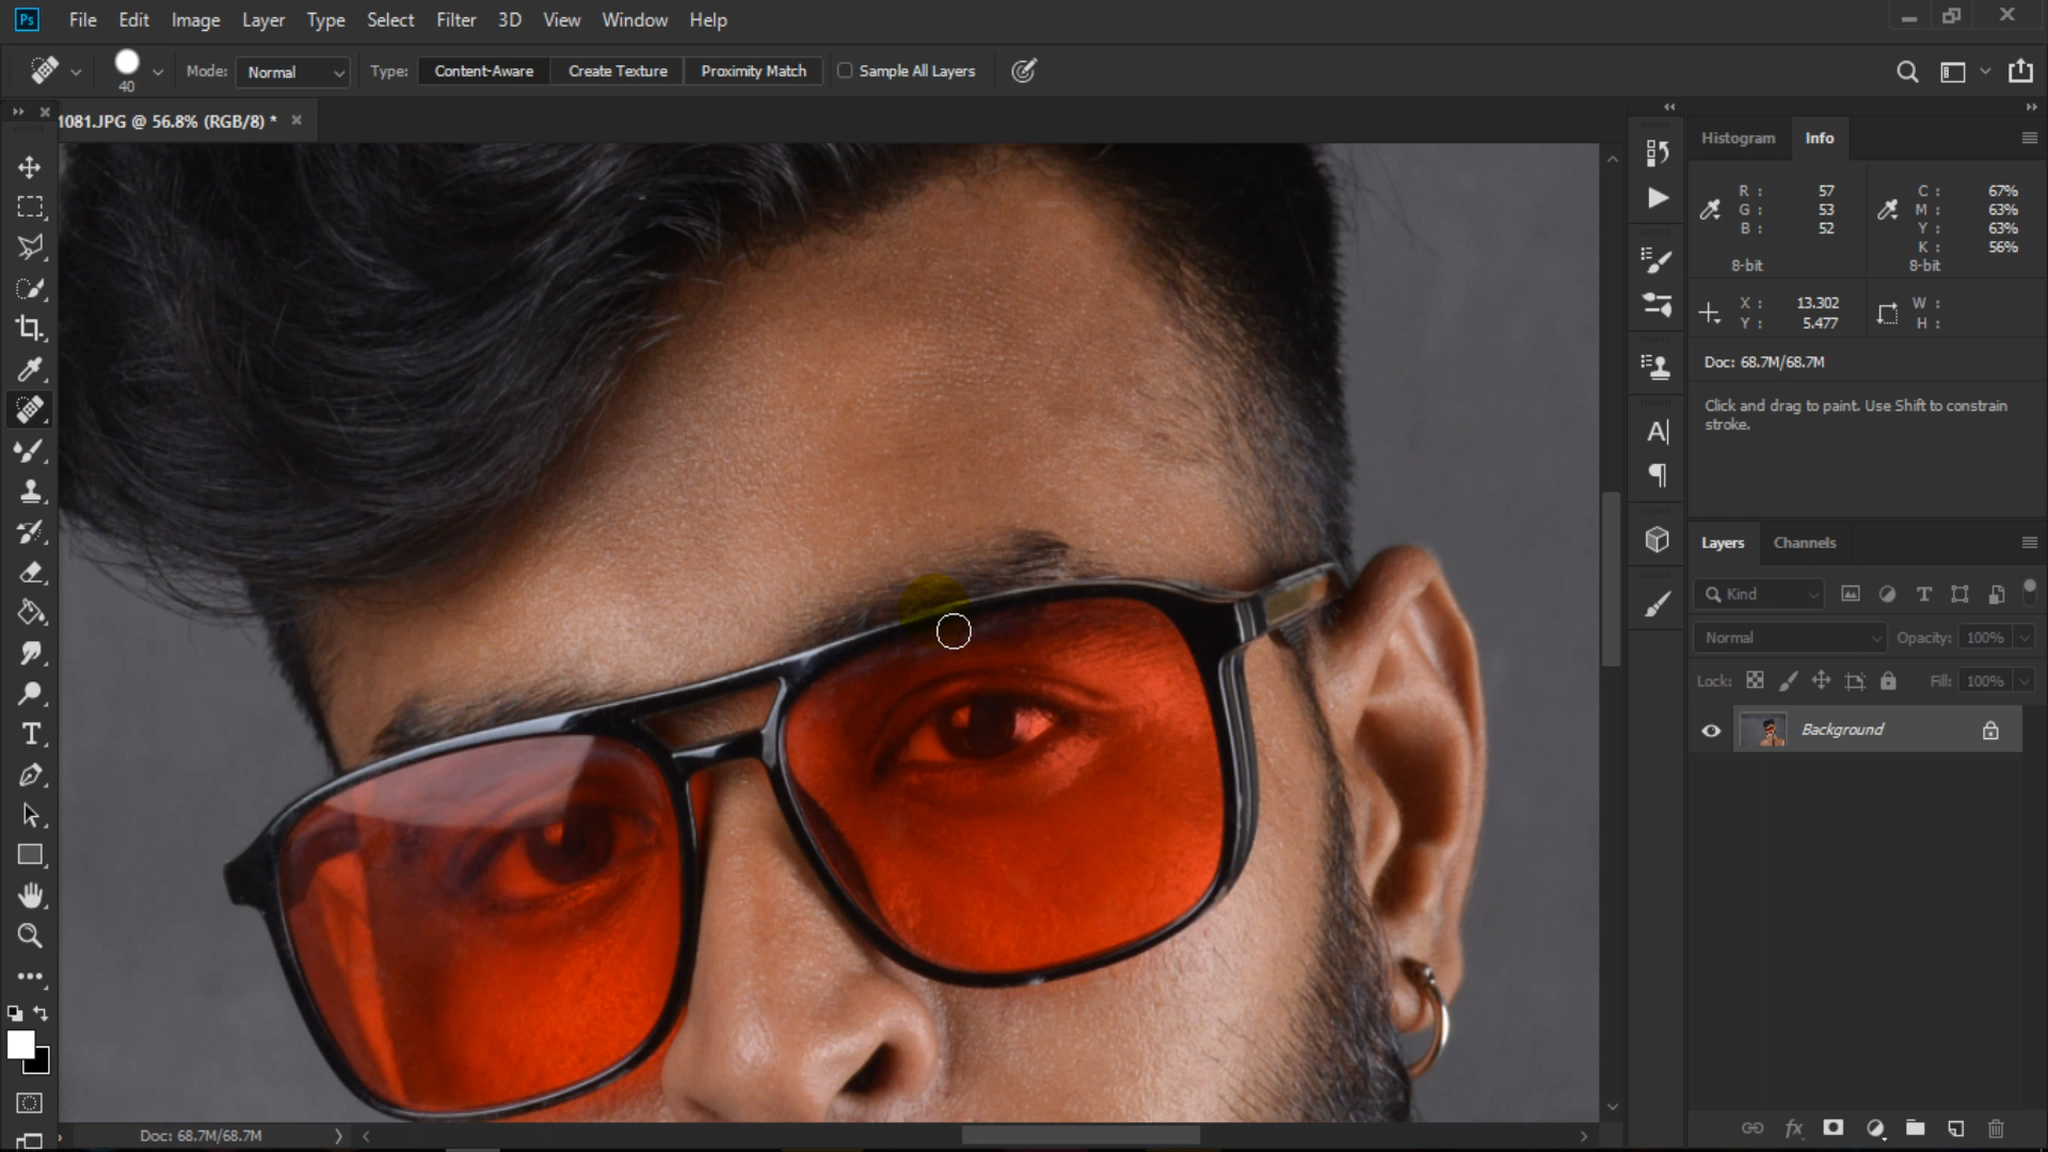 Ps File Edit Image Layer Type Select Filter 3D View Window Help
40 Mode: Normal Type: Content-Aware Create Texture Proximity Match Sample All Layers
1081.JPG @ 56.8% (RGB/8) *
Histogram Info
R : 57 C : 67%
G : 53 M : 63%
B : 52 Y : 63%
K : 56%
8-bit 8-bit
X : 13.302 W :
Y : 5.477 H :
Doc: 68.7M/68.7M
Click and drag to paint. Use Shift to constrain
stroke.
Layers Channels
Kind
Normal Opacity: 100%
Lock: Fill: 100%
Background
fx
Doc: 68.7M/68.7M